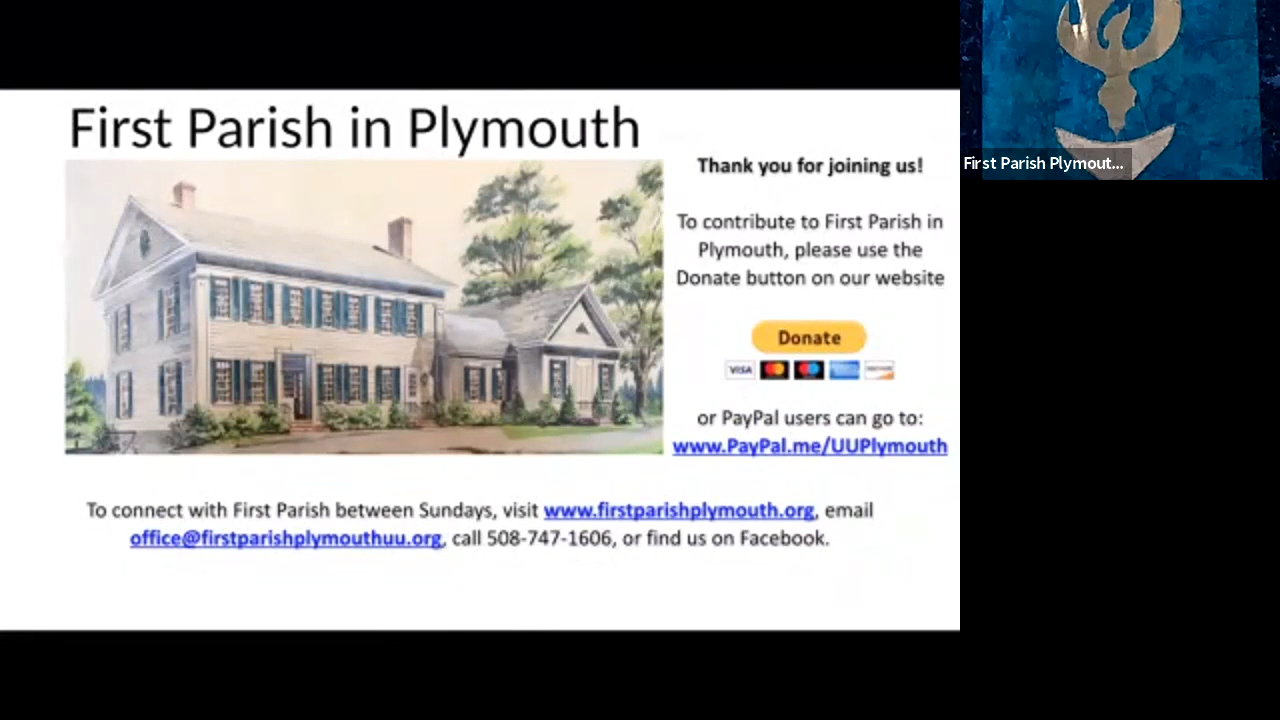 First Parish in Plymouth
Thank you for joining us!
To contribute to First Parish in
Plymouth, please use the
Donate button on our website
Donate
VISA
or PayPal users can go to:
www.PayPal.me/UUPlymouth
To connect with First Parish between Sundays, visit www.firstparishplymouth.org, email
office@firstparishplymouthuu.org, call 508-747-1606, or find us on Facebook.
First Parish Plymout...